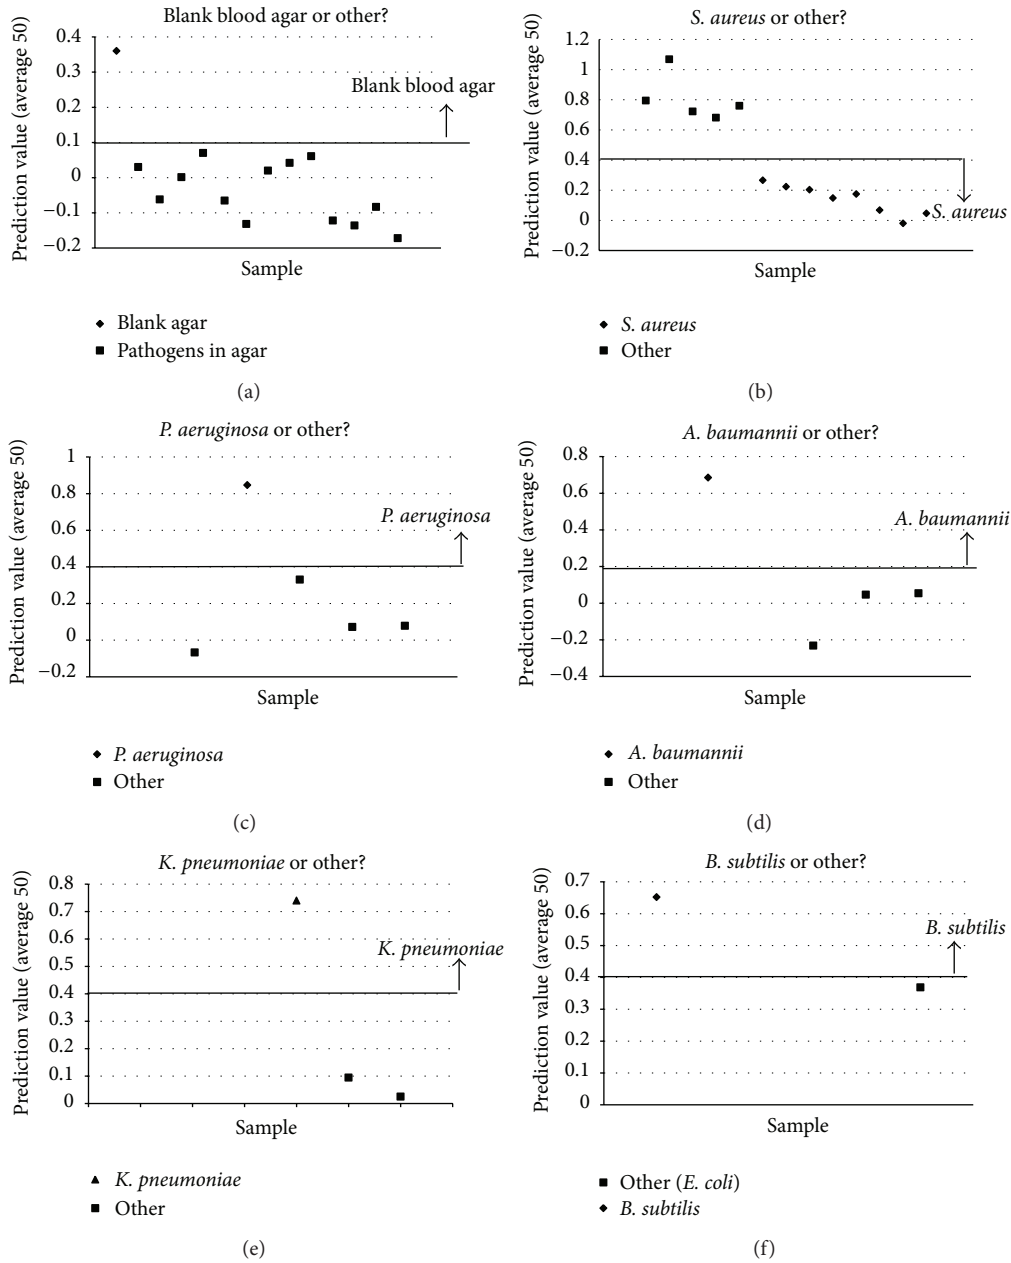 Blank blood agar or other?
Prediction value (average 50)
0.4
0.3
0.2
0.1
0
−0.1
−0.2
Blank blood agar
Sample
Blank agar
Pathogens in agar
(a)
S. aureus or other?
Prediction value (average 50)
1.2
1
0.8
0.6
0.4
0.2
0
−0.2
S. aureus
Sample
S. aureus
Other
(b)
P. aeruginosa or other?
Prediction value (average 50)
1
0.8
0.6
0.4
0.2
0
−0.2
P. aeruginosa
Sample
P. aeruginosa
Other
(c)
A. baumannii or other?
Prediction value (average 50)
0.8
0.6
0.4
0.2
0
−0.2
−0.4
A. baumannii
Sample
A. baumannii
Other
(d)
K. pneumoniae or other?
Prediction value (average 50)
0.8
0.7
0.6
0.5
0.4
0.3
0.2
0.1
0
K. pneumoniae
Sample
K. pneumoniae
Other
(e)
B. subtilis or other?
Prediction value (average 50)
0.7
0.6
0.5
0.4
0.3
0.2
0.1
0
B. subtilis
Sample
Other (E. coli)
B. subtilis
(f)